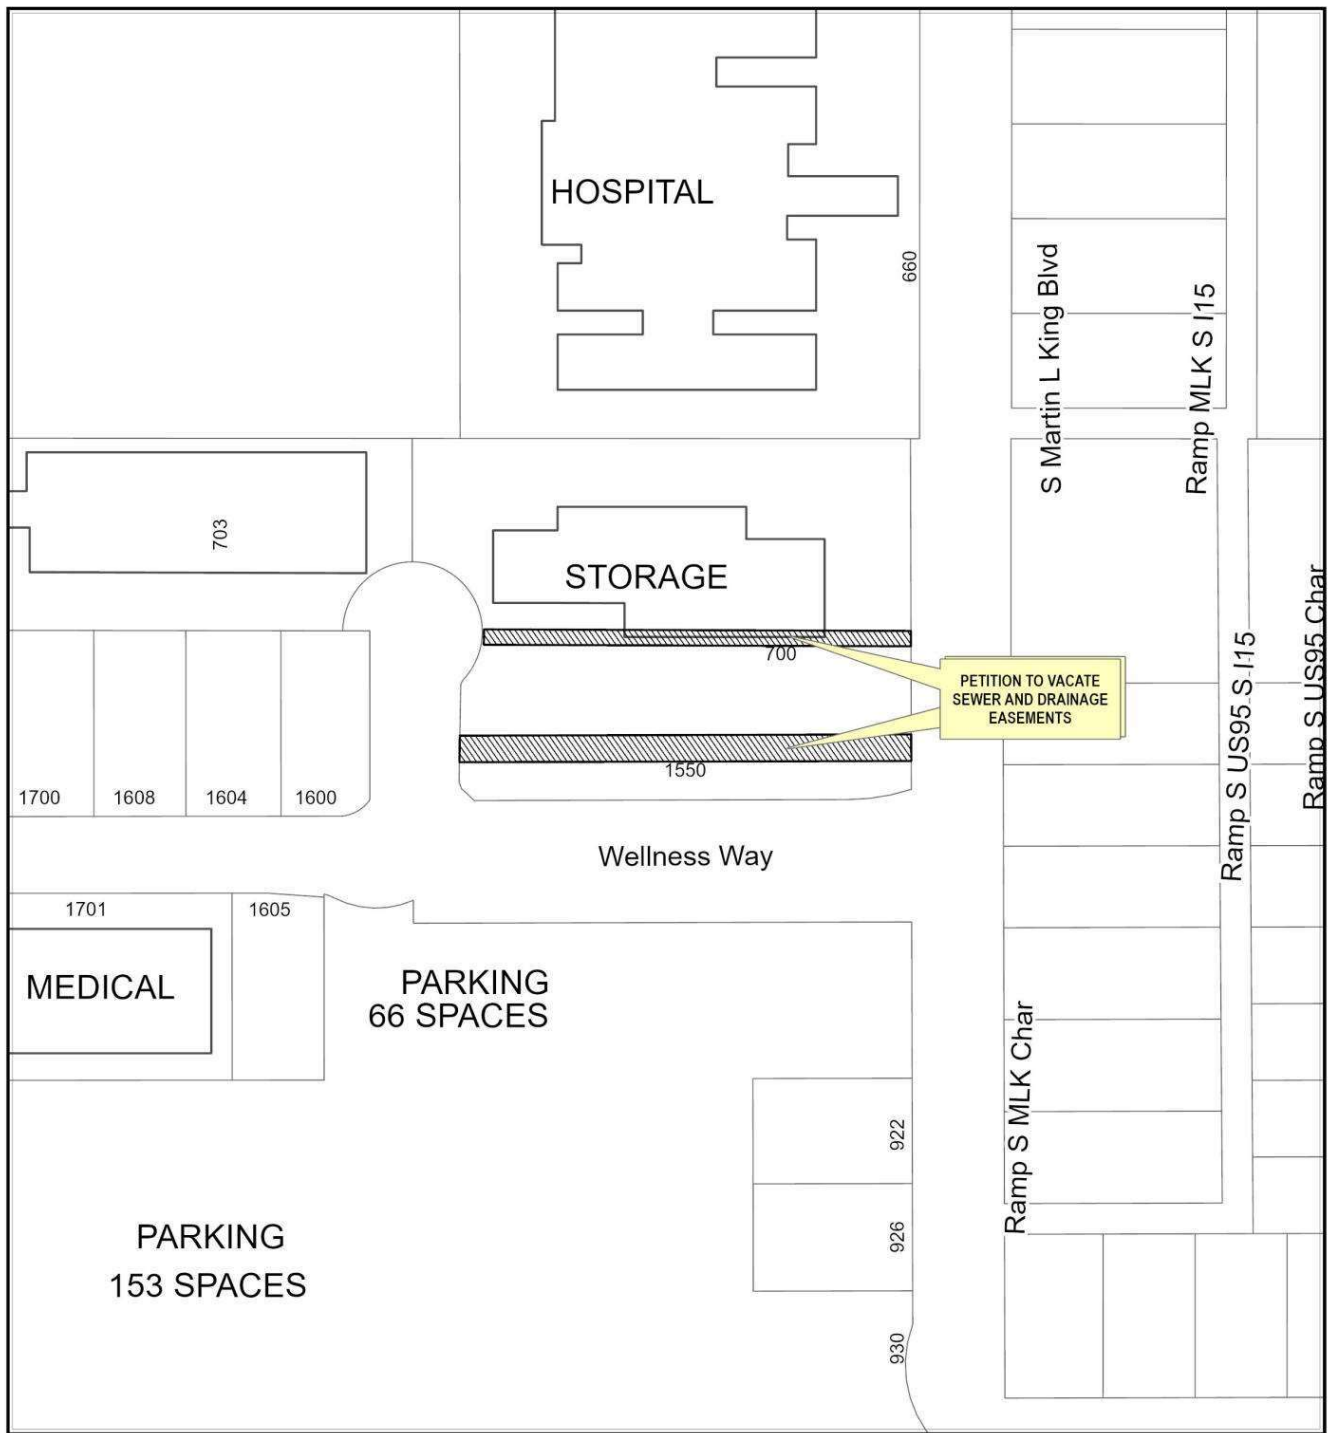 HOSPITAL
660
S Martin L King Blvd
Ramp MLK S I15
703
STORAGE
700
PETITION TO VACATE
SEWER AND DRAINAGE
EASEMENTS
Ramp S US95 S I15
Ramp S US95 Char
1550
1700
1608
1604
1600
Wellness Way
1701
1605
MEDICAL
PARKING
66 SPACES
Ramp S MLK Char
922
926
PARKING
153 SPACES
930